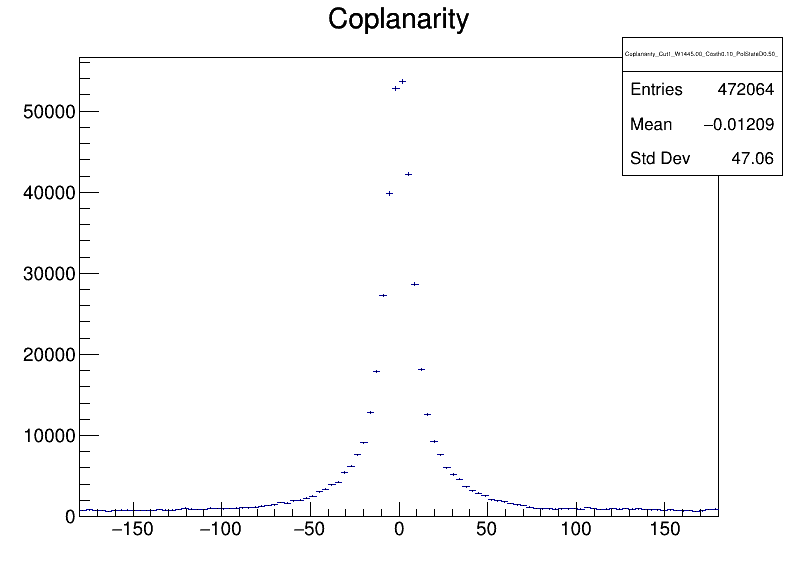 Coplanarity
Coplanarity_Cut1_W1445.00_Costh0.10_PolStateD0.50_
Entries 472064
Mean −0.01209
Std Dev 47.06
50000
40000
30000
20000
10000
0
−150 −100 −50 0 50 100 150